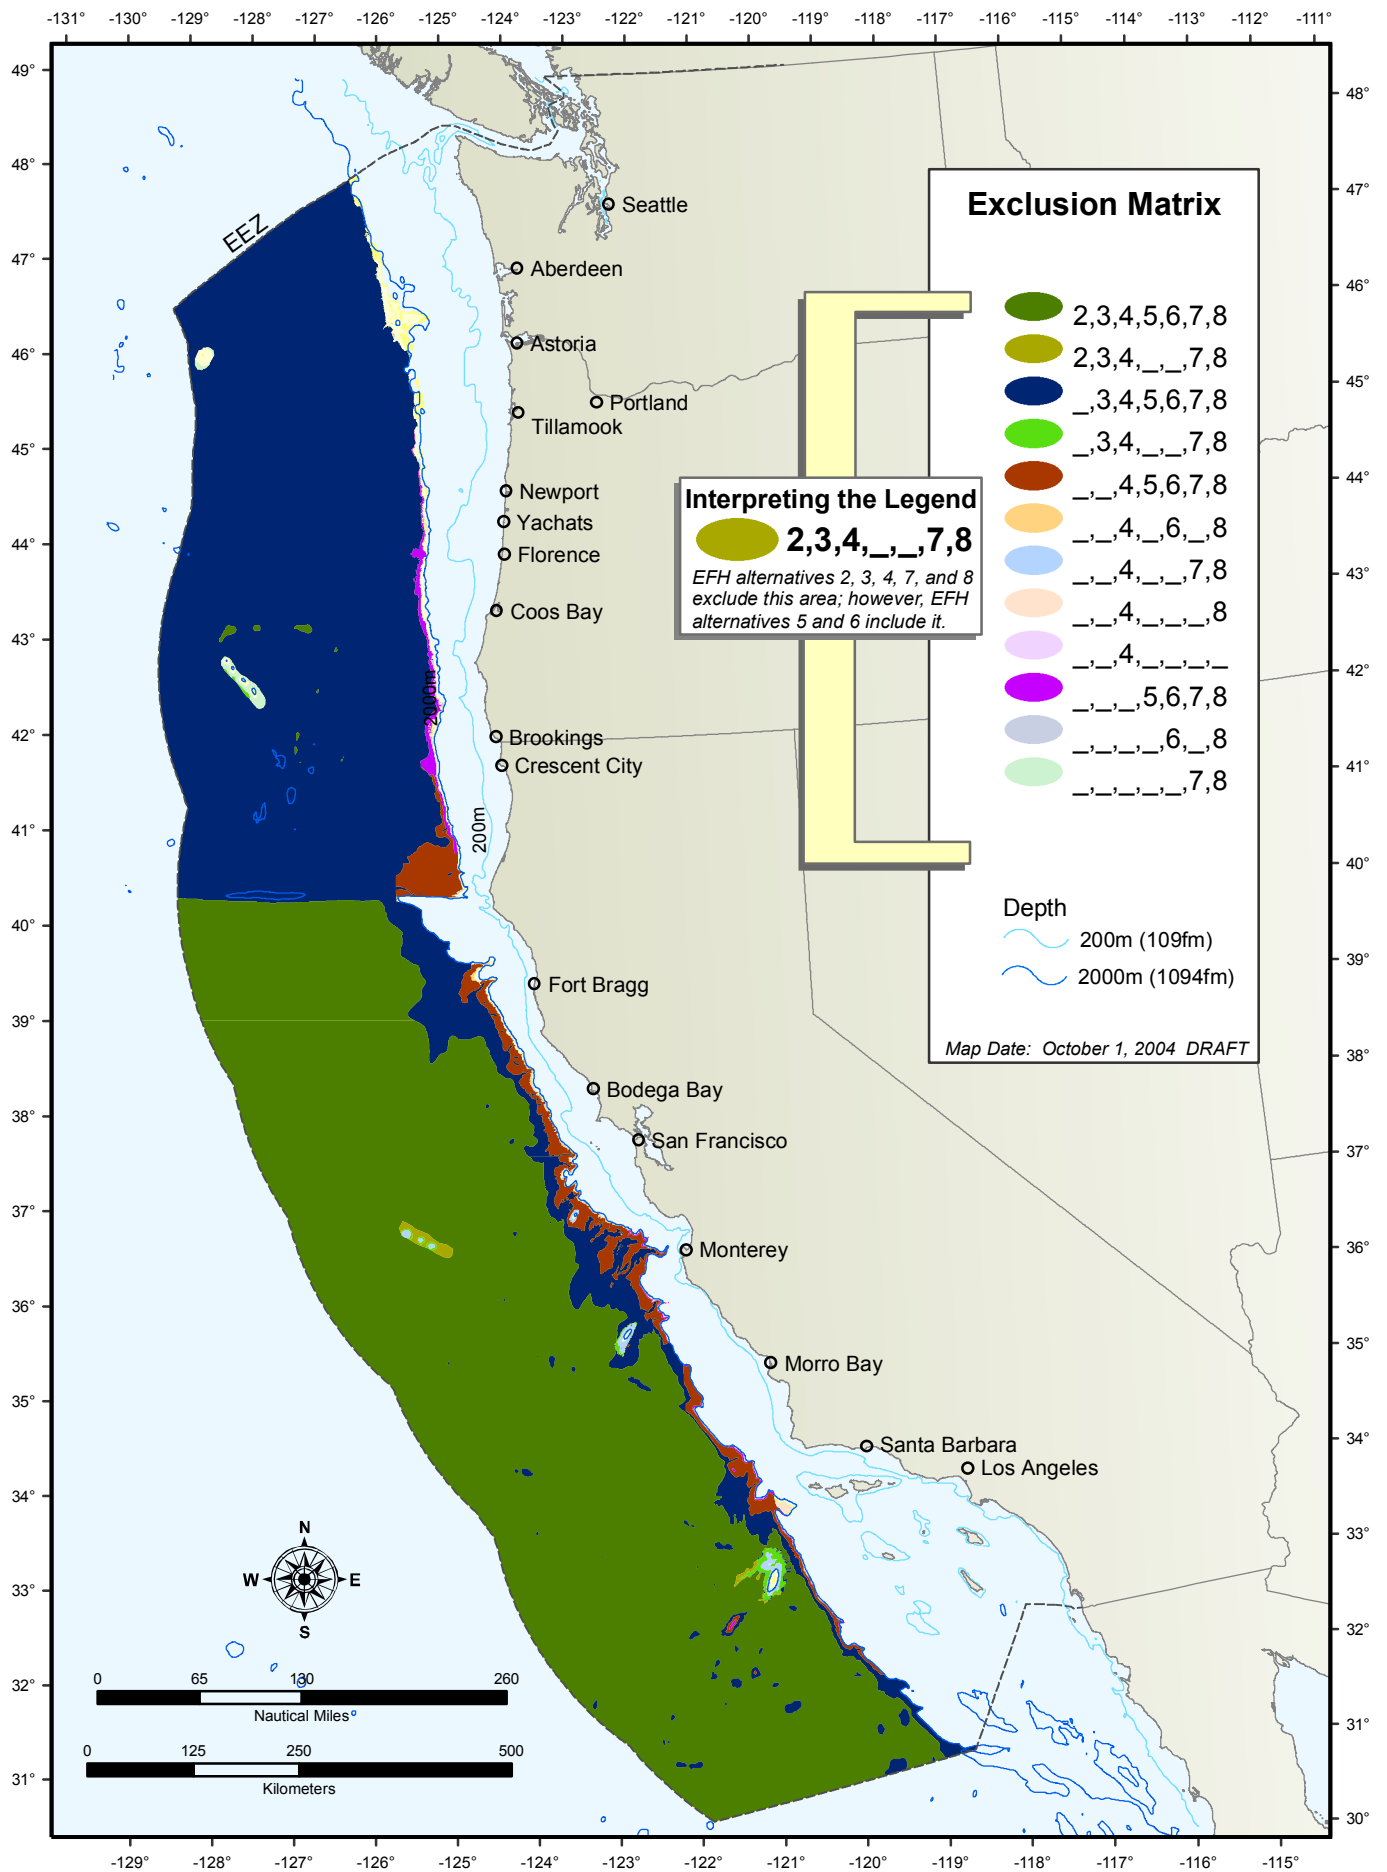 -131° -130° -129° -128° -127° -126° -125° -124° -123° -122° -121° -120° -119° -118° -117° -116° -115° -114° -113° -112° -111°
49°
48°
47°
46°
45°
44°
43°
42°
41°
40°
39°
38°
37°
36°
35°
34°
33°
32°
31°
48°
47°
46°
45°
44°
43°
42°
41°
40°
39°
38°
37°
36°
35°
34°
33°
32°
31°
30°
EEZ
Seattle
Aberdeen
Astoria
Portland
Tillamook
Newport
Yachats
Florence
Coos Bay
2000m
Brookings
Crescent City
200m
Fort Bragg
Bodega Bay
San Francisco
Monterey
Morro Bay
Santa Barbara
Los Angeles
Exclusion Matrix
2,3,4,5,6,7,8
2,3,4,_,_,7,8
_,3,4,5,6,7,8
_,3,4,_,_,7,8
_,_,4,5,6,7,8
_,_,4,_,6,_,8
_,_,4,_,_,7,8
_,_,4,_,_,_,8
_,_,4,_,_,_,_
_,_,_,5,6,7,8
_,_,_,_,6,_,8
_,_,_,_,_,7,8
Interpreting the Legend
2,3,4,_,_,7,8
EFH alternatives 2, 3, 4, 7, and 8
exclude this area; however, EFH
alternatives 5 and 6 include it.
Depth
200m (109fm)
2000m (1094fm)
Map Date: October 1, 2004 DRAFT
N
W E
S
0 65 130 260
Nautical Miles
0 125 250 500
Kilometers
-129° -128° -127° -126° -125° -124° -123° -122° -121° -120° -119° -118° -117° -116° -115°